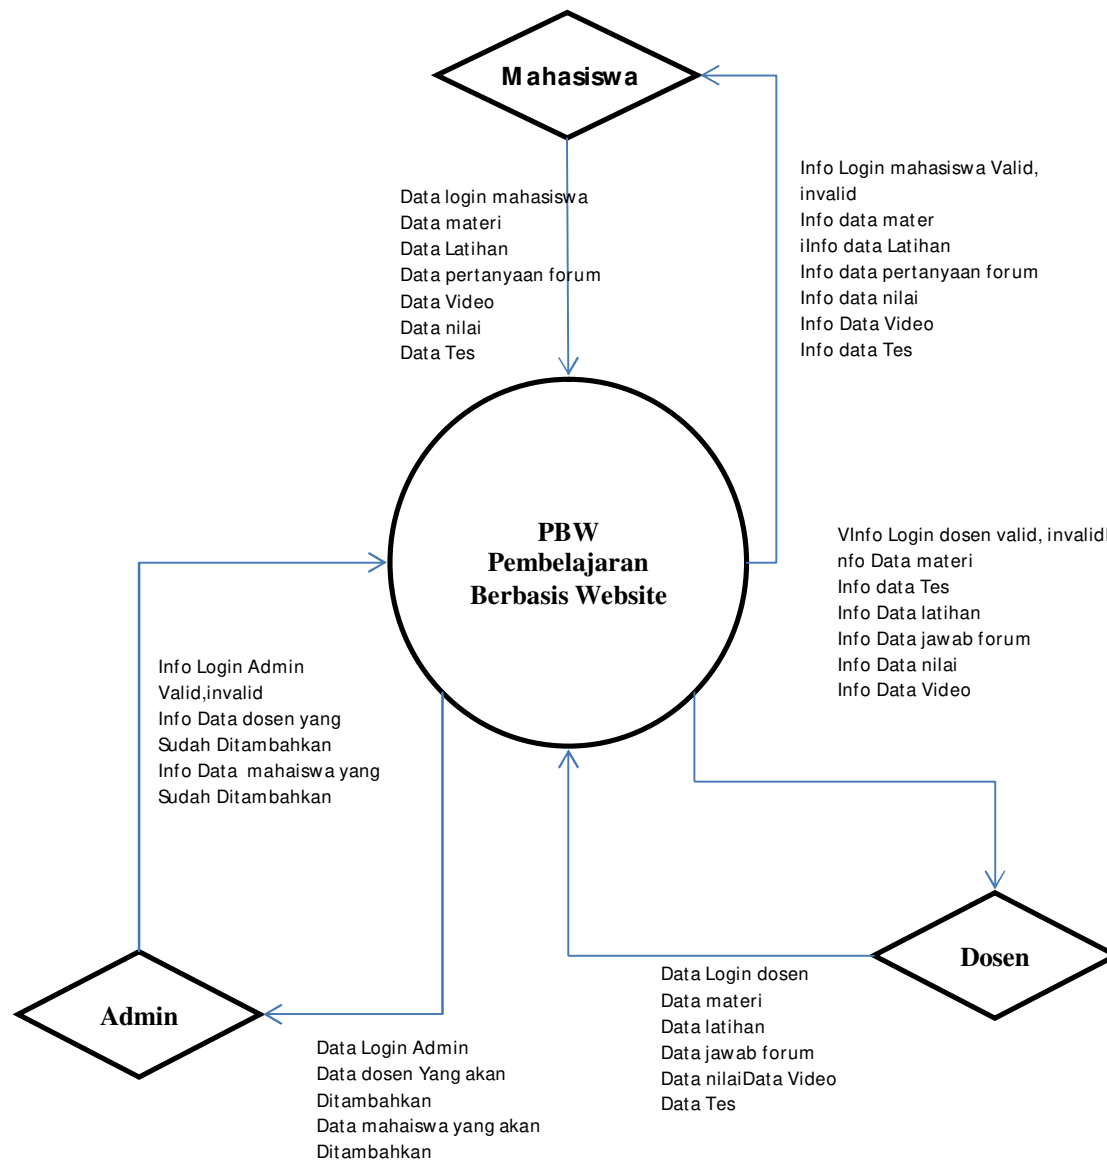 Mahasiswa
Data login mahasiswa
Data materi
Data Latihan
Data pertanyaan forum
Data Video
Data nilai
Data Tes
Info Login mahasiswa Valid,
invalid
Info data mater
iInfo data Latihan
Info data pertanyaan forum
Info data nilai
Info Data Video
Info data Tes
PBW
Pembelajaran
Berbasis Website
VInfo Login dosen valid, invalidI
nfo Data materi
Info data Tes
Info Data latihan
Info Data jawab forum
Info Data nilai
Info Data Video
Info Login Admin
Valid,invalid
Info Data dosen yang
Sudah Ditambahkan
Info Data mahaiswa yang
Sudah Ditambahkan
Admin
Data Login Admin
Data dosen Yang akan
Ditambahkan
Data mahaiswa yang akan
Ditambahkan
Dosen
Data Login dosen
Data materi
Data latihan
Data jawab forum
Data nilaiData Video
Data Tes